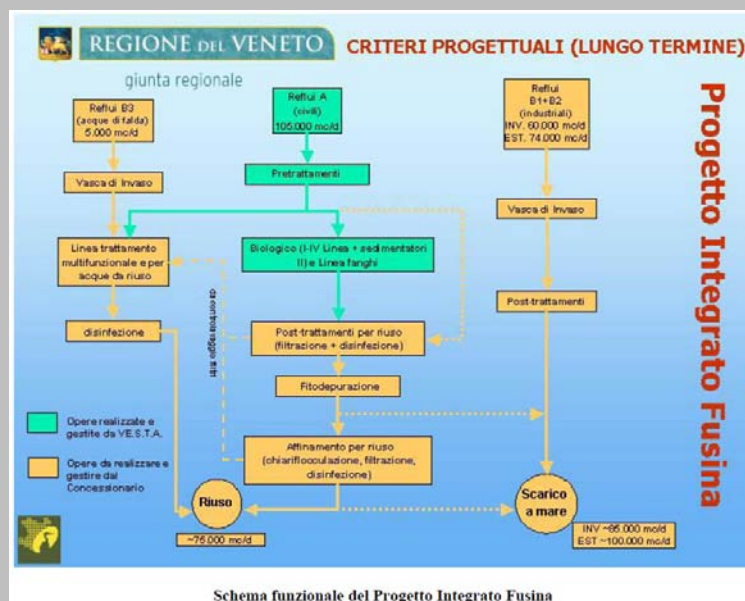 REGIONE DEL VENETO
giunta regionale
CRITERI PROGETTUALI (LUNGO TERMINE)
Progetto Integrato Fusina
Reflui B3
(acque di falda)
5.000 mc/d
Reflui A
(civili)
105.000 mc/d
Reflui
B1+B2
(industriali)
INV. 60.000 mc/d
EST. 74.000 mc/d
Pretrattamenti
Vasca di Invaso
Vasca di Invaso
Linea trattamento
multifunzionale e per
acque da riuso
Biologico (I-IV Linea + sedimentatori
II) e Linea fanghi
Post-trattamenti
da controlavaggio filtri
disinfezione
Post-trattamenti per riuso
(filtrazione + disinfezione)
Fitodepurazione
Opere realizzate e
gestite da VE.S.T.A.
Affinamento per riuso
(chiariflocculazione, filtrazione,
disinfezione)
Opere da realizzare e
gestire dal
Concessionario
Riuso
~75.000 mc/d
Scarico
a mare
INV ~85.000 mc/d
EST ~100.000 mc/d
Schema funzionale del Progetto Integrato Fusina